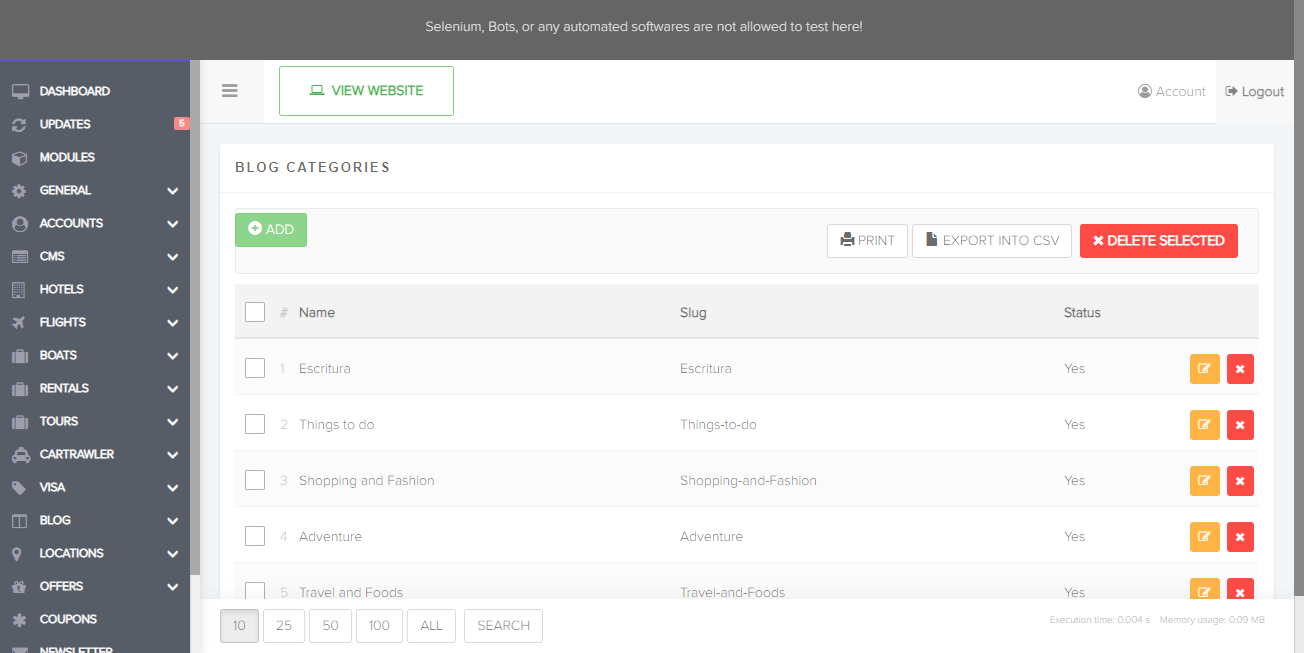 Selenium, Bots, or any automated softwares are not allowed to test here!
VIEW WEBSITE
Account
Logout
DASHBOARD
UPDATES 5
MODULES
GENERAL
ACCOUNTS
CMS
HOTELS
FLIGHTS
BOATS
RENTALS
TOURS
CARTRAWLER
VISA
BLOG
LOCATIONS
OFFERS
COUPONS
NEWSLETTER
BLOG CATEGORIES
ADD
PRINT
EXPORT INTO CSV
DELETE SELECTED
# Name Slug Status
1 Escritura Escritura Yes
2 Things to do Things-to-do Yes
3 Shopping and Fashion Shopping-and-Fashion Yes
4 Adventure Adventure Yes
5 Travel and Foods Travel-and-Foods Yes
10 25 50 100 ALL SEARCH
Execution time: 0.004 s Memory usage: 0.09 MB